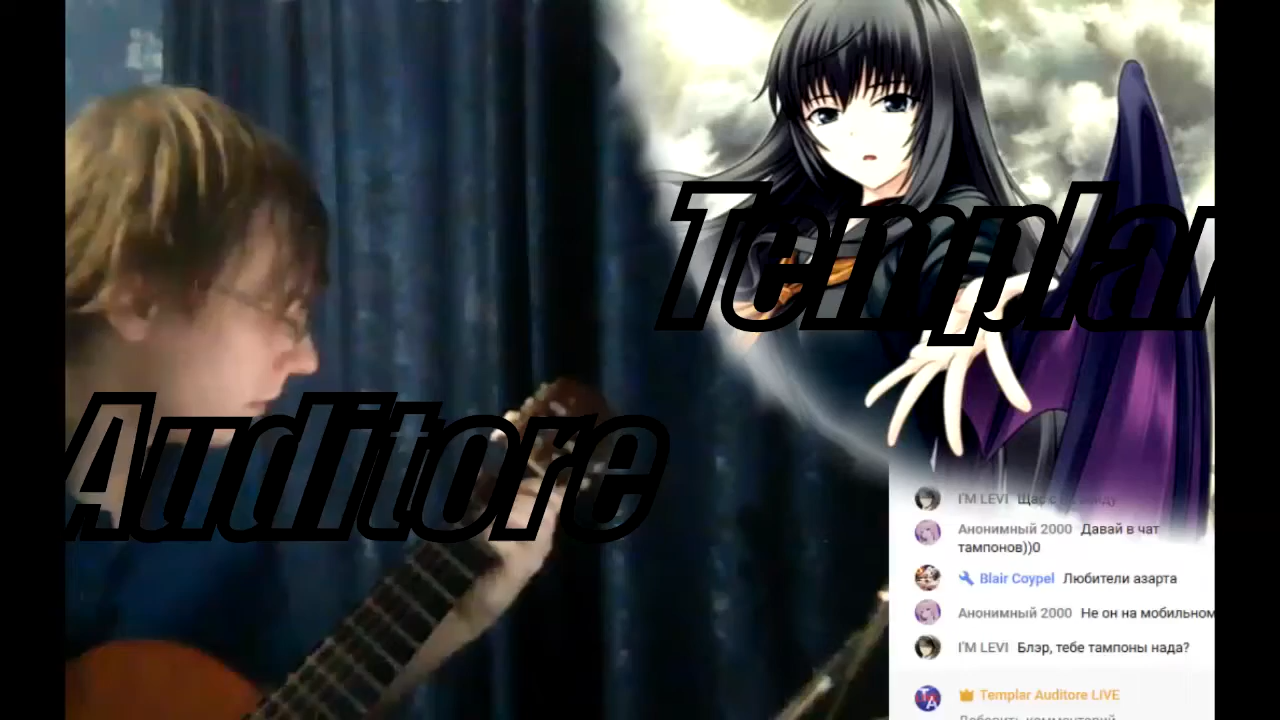 Templar
Auditore
I'M LEVI
Анонимный 2000 Давай в чат
тампонов))0
Blair Coypel Любители азарта
Анонимный 2000 Не он на мобильном
I'M LEVI Блэр, тебе тампоны нада?
TA
Templar Auditore LIVE